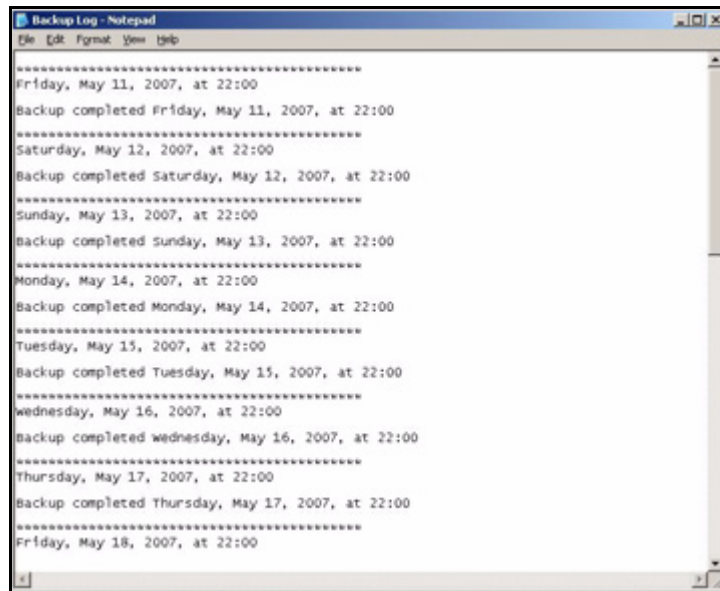 Backup Log - Notepad
File Edit Format View Help
*******************************************
Friday, May 11, 2007, at 22:00
Backup completed Friday, May 11, 2007, at 22:00
*******************************************
Saturday, May 12, 2007, at 22:00
Backup completed Saturday, May 12, 2007, at 22:00
*******************************************
Sunday, May 13, 2007, at 22:00
Backup completed Sunday, May 13, 2007, at 22:00
*******************************************
Monday, May 14, 2007, at 22:00
Backup completed Monday, May 14, 2007, at 22:00
*******************************************
Tuesday, May 15, 2007, at 22:00
Backup completed Tuesday, May 15, 2007, at 22:00
*******************************************
Wednesday, May 16, 2007, at 22:00
Backup completed Wednesday, May 16, 2007, at 22:00
*******************************************
Thursday, May 17, 2007, at 22:00
Backup completed Thursday, May 17, 2007, at 22:00
*******************************************
Friday, May 18, 2007, at 22:00